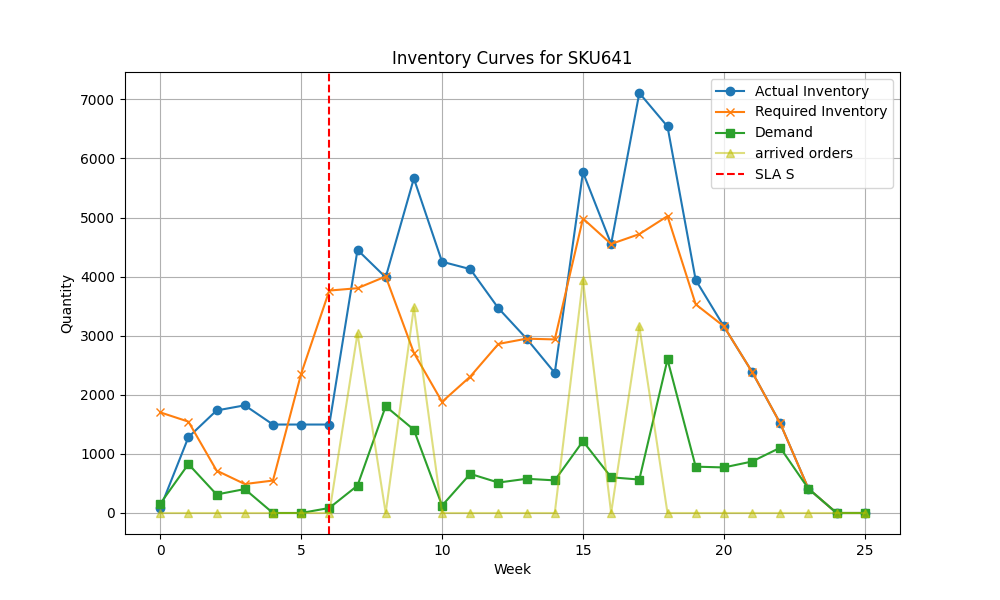 Inventory Curves for SKU641
Actual Inventory
Required Inventory
Demand
arrived orders
SLA S
Quantity
7000
6000
5000
4000
3000
2000
1000
0
0
5
10
15
20
25
Week